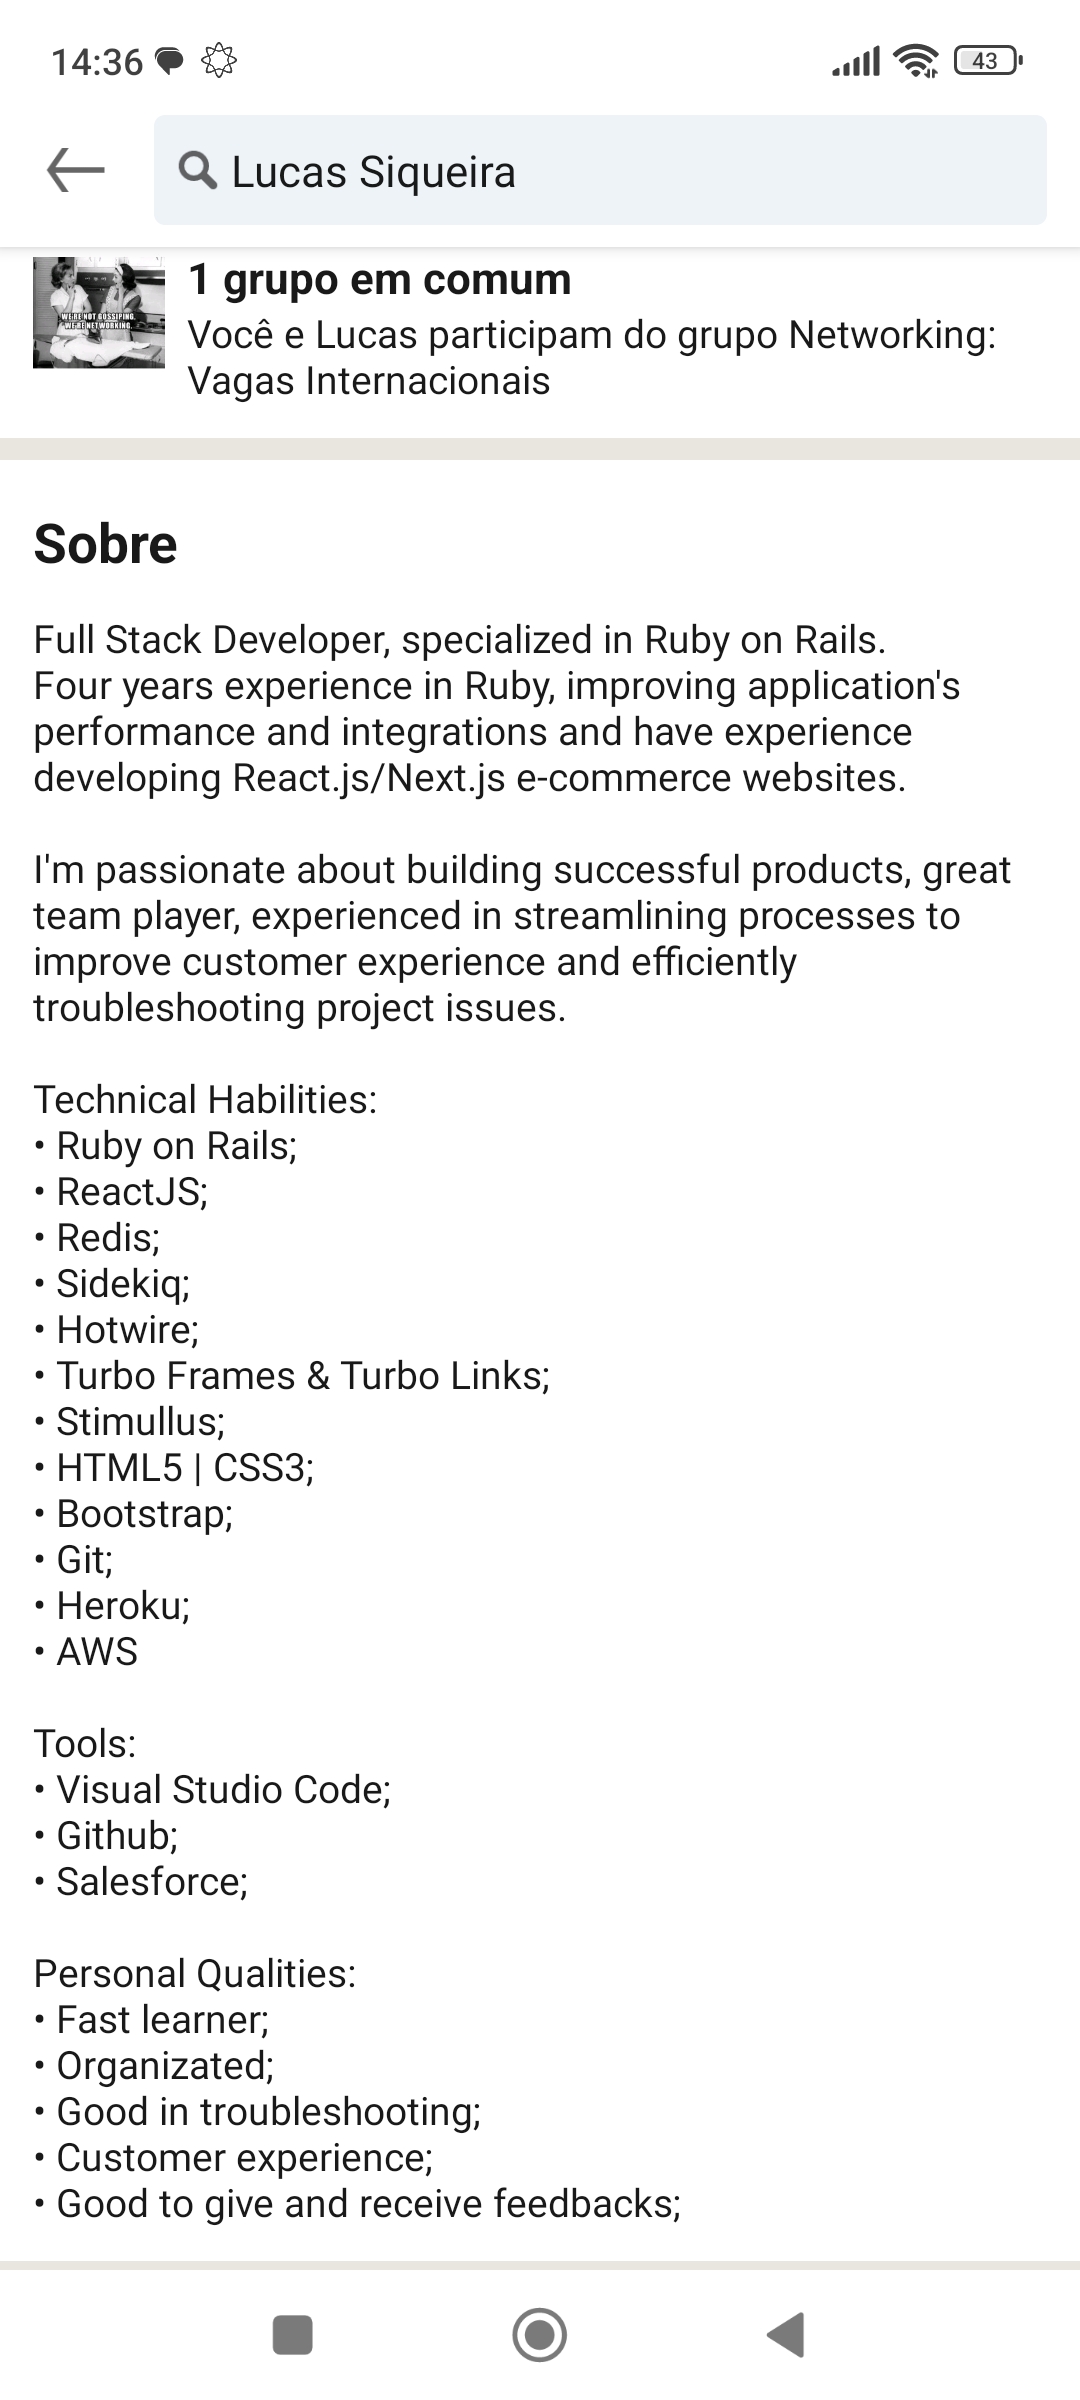 14:36
43
Lucas Siqueira
WE'RE NOT GOSSIPING.
WE'RE NETWORKING.
1 grupo em comum
Você e Lucas participam do grupo Networking:
Vagas Internacionais
Sobre
Full Stack Developer, specialized in Ruby on Rails.
Four years experience in Ruby, improving application's
performance and integrations and have experience
developing React.js/Next.js e-commerce websites.
I'm passionate about building successful products, great
team player, experienced in streamlining processes to
improve customer experience and efficiently
troubleshooting project issues.
Technical Habilities:
• Ruby on Rails;
• ReactJS;
• Redis;
• Sidekiq;
• Hotwire;
• Turbo Frames & Turbo Links;
• Stimullus;
• HTML5 | CSS3;
• Bootstrap;
• Git;
• Heroku;
• AWS
Tools:
• Visual Studio Code;
• Github;
• Salesforce;
Personal Qualities:
• Fast learner;
• Organizated;
• Good in troubleshooting;
• Customer experience;
• Good to give and receive feedbacks;